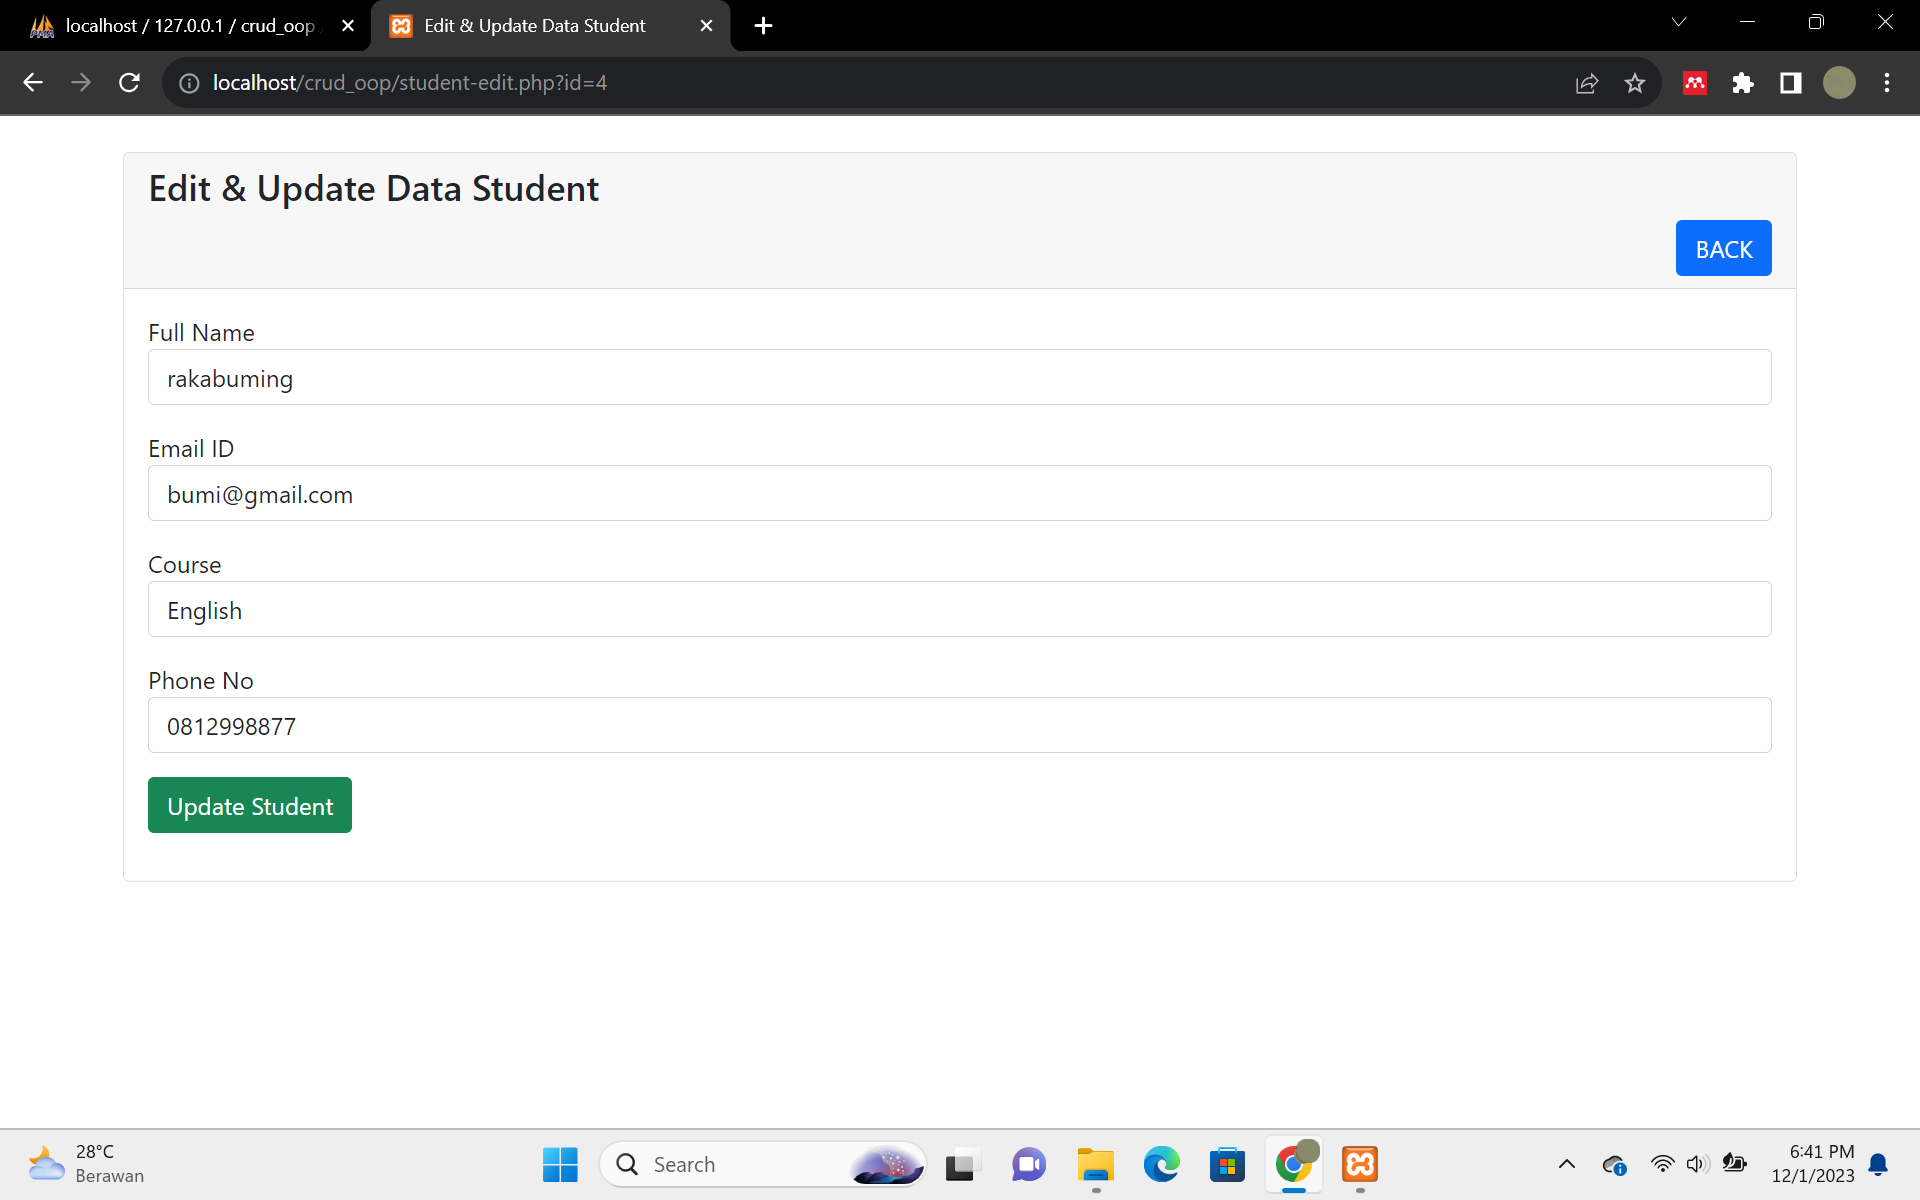 localhost / 127.0.0.1 / crud_oop
Edit & Update Data Student
localhost/crud_oop/student-edit.php?id=4
Edit & Update Data Student
BACK
Full Name
rakabuming
Email ID
bumi@gmail.com
Course
English
Phone No
0812998877
Update Student
28°C
Berawan
Search
6:41 PM
12/1/2023